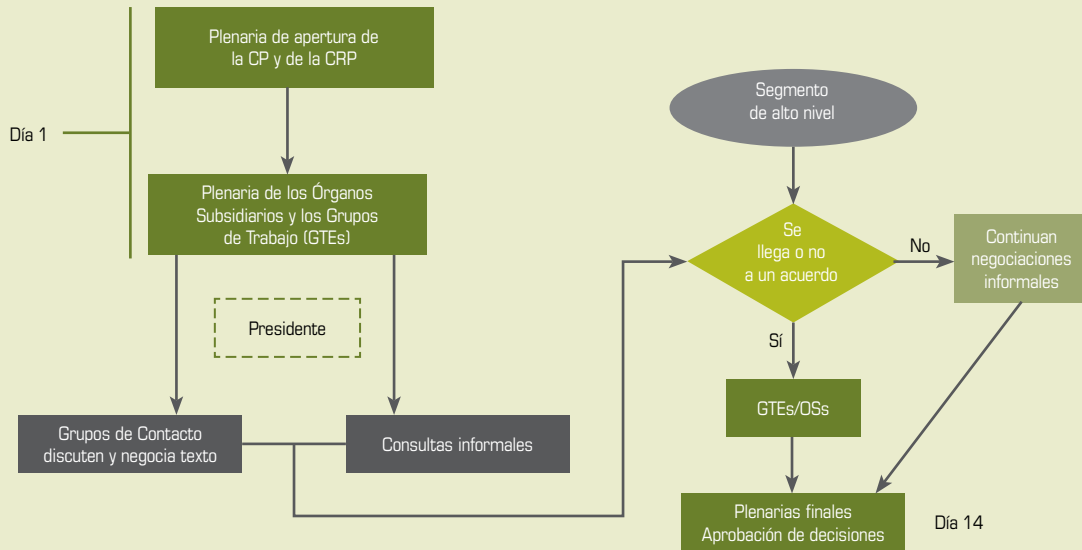 Plenaria de apertura de
la CP y de la CRP
Día 1
Plenaria de los Órganos
Subsidiarios y los Grupos
de Trabajo (GTEs)
Presidente
Grupos de Contacto
discuten y negocia texto
Consultas informales
Segmento
de alto nivel
Se
llega o no
a un acuerdo
No
Continuan
negociaciones
informales
Sí
GTEs/OSs
Plenarias finales
Aprobación de decisiones
Día 14